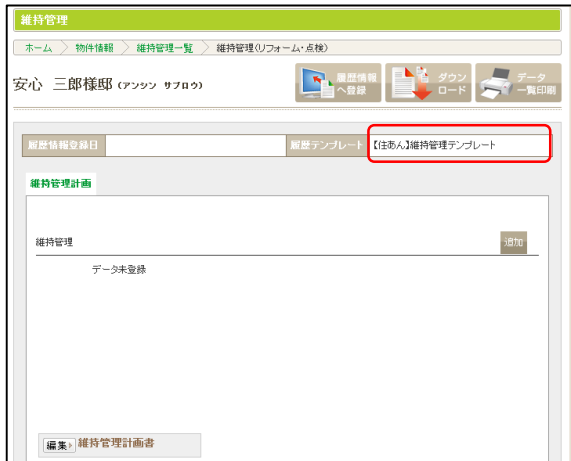 維持管理
ホーム 物件情報 維持管理一覧 維持管理(リフォーム・点検)
安心 三郎様邸 (アンシン サブロウ)
履歴情報
へ登録
ダウン
ロード
データ
一覧印刷
履歴情報登録日
履歴テンプレート 【住あん】維持管理テンプレート
維持管理計画
維持管理 追加
データ未登録
編集 維持管理計画書